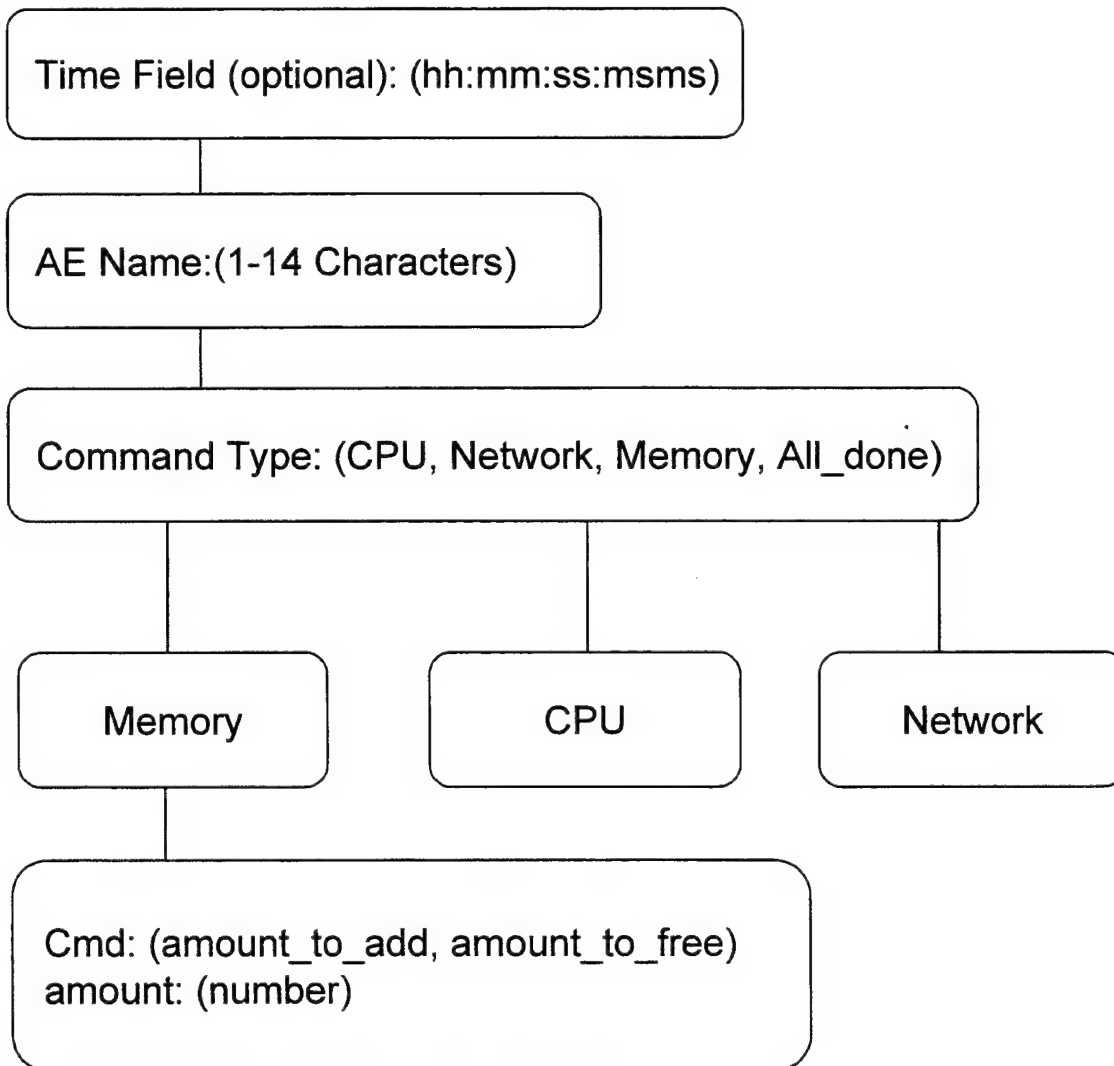 Time Field (optional): (hh:mm:ss:msms)
AE Name:(1-14 Characters)
Command Type: (CPU, Network, Memory, All_done)
Memory
CPU
Network
Cmd: (amount_to_add, amount_to_free)
amount: (number)